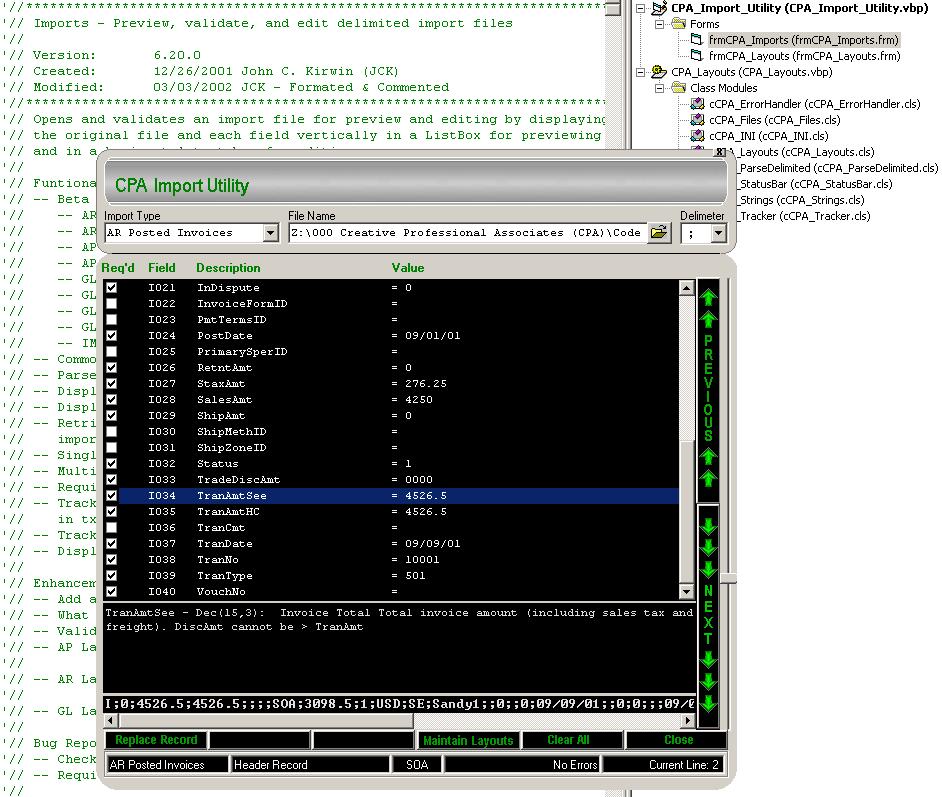 '//*****************************************************************************
'// Imports - Preview, validate, and edit delimited import files
'//
'// Version: 6.20.0
'// Created: 12/26/2001 John C. Kirwin (JCK)
'// Modified: 03/03/2002 JCK - Formated & Commented
'//*****************************************************************************
'// Opens and validates an import file for preview and editing by displaying
'// the original file and each field vertically in a ListBox for previewing
'//
'// Funtional
'// -- Beta
'// -- AR
'// -- AR
'// -- AP
'// -- AP
'// -- GL
'// -- GL
'// -- GL
'// -- GL
'// -- IM
'// -- Commo
'// -- Parse
'// -- Displ
'// -- Displ
'// -- Retri
'// impor
'// -- Singl
'// -- Multi
'// -- Requi
'// -- Track
'// in tx
'// -- Track
'// -- Displ
'//
'// Enhancem
'// -- Add a
'// -- What
'// -- Valid
'// -- AP La
'//
'// -- AR La
'//
'// -- GL La
'//
'// Bug Repo
'// -- Check
'// -- Requi
'//
CPA_Import_Utility (CPA_Import_Utility.vbp)
Forms
frmCPA_Imports (frmCPA_Imports.frm)
frmCPA_Layouts (frmCPA_Layouts.frm)
CPA_Layouts (CPA_Layouts.vbp)
Class Modules
cCPA_ErrorHandler (cCPA_ErrorHandler.cls)
cCPA_Files (cCPA_Files.cls)
cCPA_INI (cCPA_INI.cls)
A_Layouts (cCPA_Layouts.cls)
_ParseDelimited (cCPA_ParseDelimited.cls)
_StatusBar (cCPA_StatusBar.cls)
_Strings (cCPA_Strings.cls)
_Tracker (cCPA_Tracker.cls)
CPA Import Utility
Import Type File Name Delimeter
AR Posted Invoices Z:\000 Creative Professional Associates (CPA)\Code ;
Req'd Field Description Value
I021 InDispute = 0
I022 InvoiceFormID =
I023 PmtTermsID =
I024 PostDate = 09/01/01
I025 PrimarySperID =
I026 RetntAmt = 0
I027 StaxAmt = 276.25
I028 SalesAmt = 4250
I029 ShipAmt = 0
I030 ShipMethID =
I031 ShipZoneID =
I032 Status = 1
I033 TradeDiscAmt = 0000
I034 TranAmtSee = 4526.5
I035 TranAmtHC = 4526.5
I036 TranCmt =
I037 TranDate = 09/09/01
I038 TranNo = 10001
I039 TranType = 501
I040 VouchNo =
PREVIOUS
NEXT
TranAmtSee - Dec(15,3): Invoice Total Total invoice amount (including sales tax and
freight). DiscAmt cannot be > TranAmt
I;0;4526.5;4526.5;;;;SOA;3098.5;1;USD;SE;Sandy1;;0;;0;09/09/01;;0;0;;;09/0
Replace Record Maintain Layouts Clear All Close
AR Posted Invoices Header Record SOA No Errors Current Line: 2